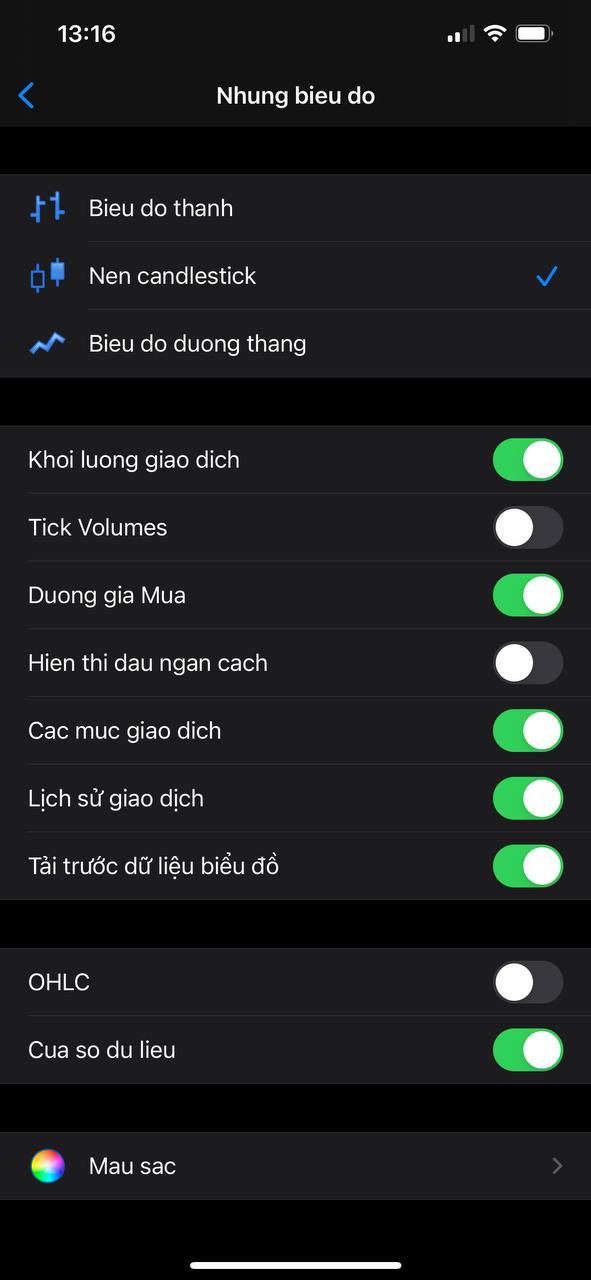 13:16
Nhung bieu do
Bieu do thanh
Nen candlestick
Bieu do duong thang
Khoi luong giao dich
Tick Volumes
Duong gia Mua
Hien thi dau ngan cach
Cac muc giao dich
Lịch sử giao dịch
Tải trước dữ liệu biểu đồ
OHLC
Cua so du lieu
Mau sac